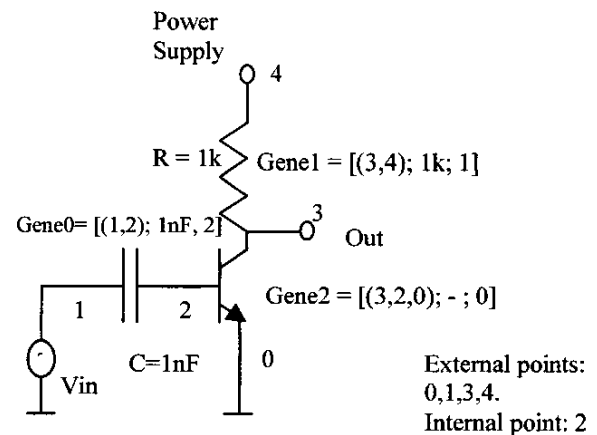 Power
Supply
4
R = 1k
Gene1 = [(3,4); 1k; 1]
3
Gene0= [(1,2); 1nF, 2]
Out
1
2
Gene2 = [(3,2,0); - ; 0]
C=1nF
0
Vin
External points:
0,1,3,4.
Internal point: 2